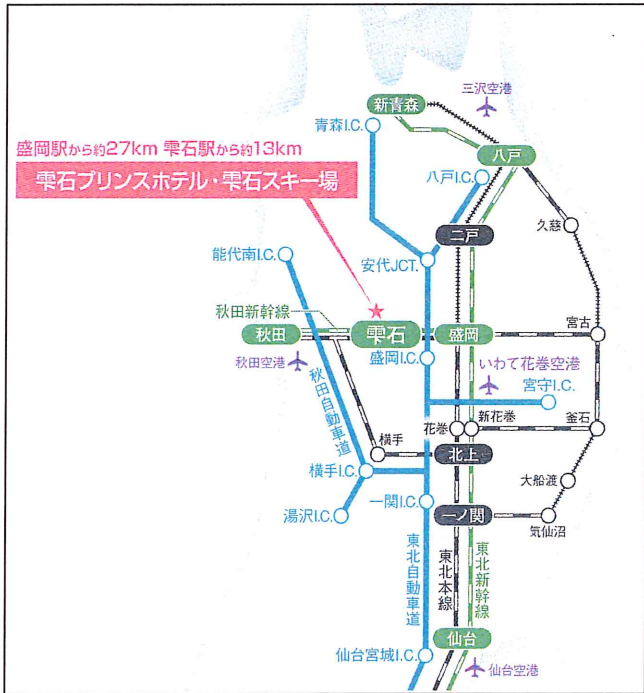 三沢空港
新青森
青森I.C.
盛岡駅から約27km 雫石駅から約13km
八戸
雫石プリンスホテル・雫石スキー場
八戸I.C.
二戸
久慈
能代南I.C.
安代JCT.
秋田新幹線
秋田
雫石
盛岡
宮古
盛岡I.C.
秋田空港
いわて花巻空港
宮守I.C.
秋田自動車道
花巻
新花巻
釜石
横手
北上
横手I.C.
大船渡
一関I.C.
湯沢I.C.
一ノ関
気仙沼
東北自動車道
東北本線
東北新幹線
仙台
仙台宮城I.C.
仙台空港